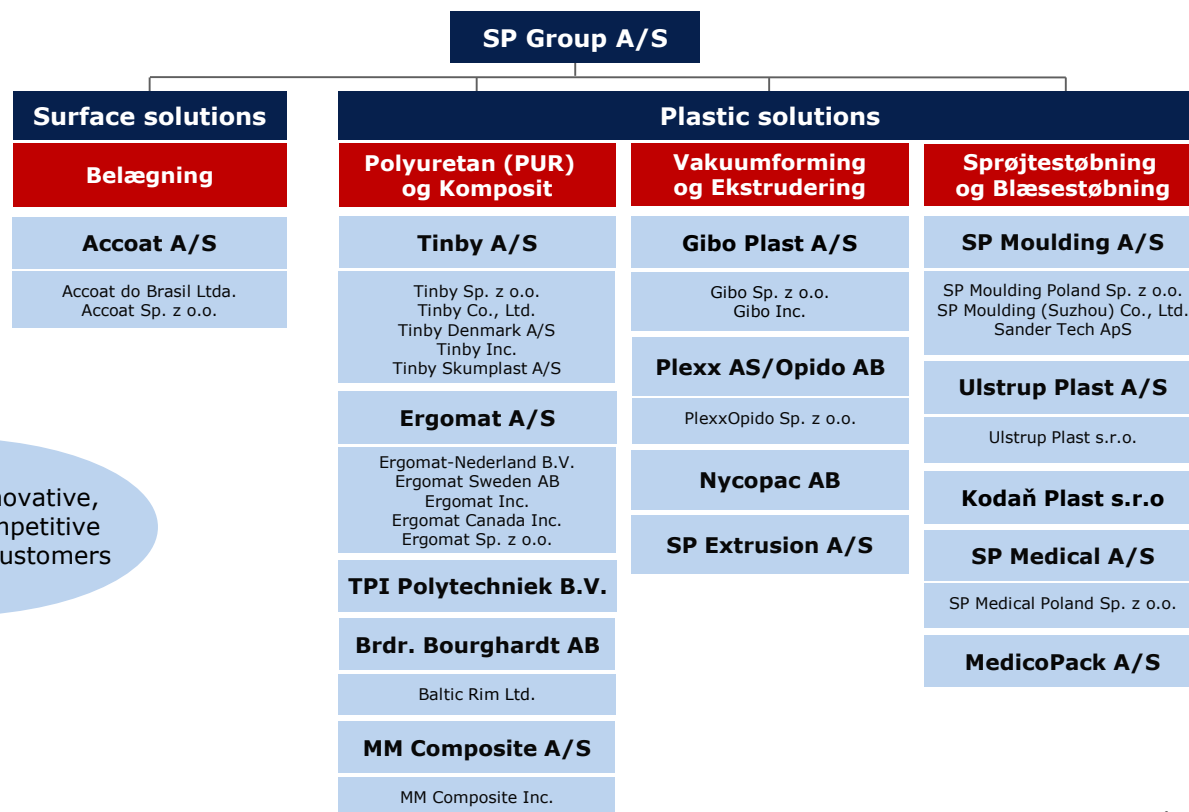 SP Group A/S
Surface solutions
Belægning
Accoat A/S
Accoat do Brasil Ltda.
Accoat Sp. z o.o.
Plastic solutions
Polyuretan (PUR)
og Komposit
Tinby A/S
Tinby Sp. z o.o.
Tinby Co., Ltd.
Tinby Denmark A/S
Tinby Inc.
Tinby Skumplast A/S
Ergomat A/S
Ergomat-Nederland B.V.
Ergomat Sweden AB
Ergomat Inc.
Ergomat Canada Inc.
Ergomat Sp. z o.o.
TPI Polytechniek B.V.
Brdr. Bourghardt AB
Baltic Rim Ltd.
MM Composite A/S
MM Composite Inc.
Vakuumforming
og Ekstrudering
Gibo Plast A/S
Gibo Sp. z o.o.
Gibo Inc.
Plexx AS/Opido AB
PlexxOpido Sp. z o.o.
Nycopac AB
SP Extrusion A/S
Sprøjtestøbning
og Blæsestøbning
SP Moulding A/S
SP Moulding Poland Sp. z o.o.
SP Moulding (Suzhou) Co., Ltd.
Sander Tech ApS
Ulstrup Plast A/S
Ulstrup Plast s.r.o.
Kodaň Plast s.r.o
SP Medical A/S
SP Medical Poland Sp. z o.o.
MedicoPack A/S